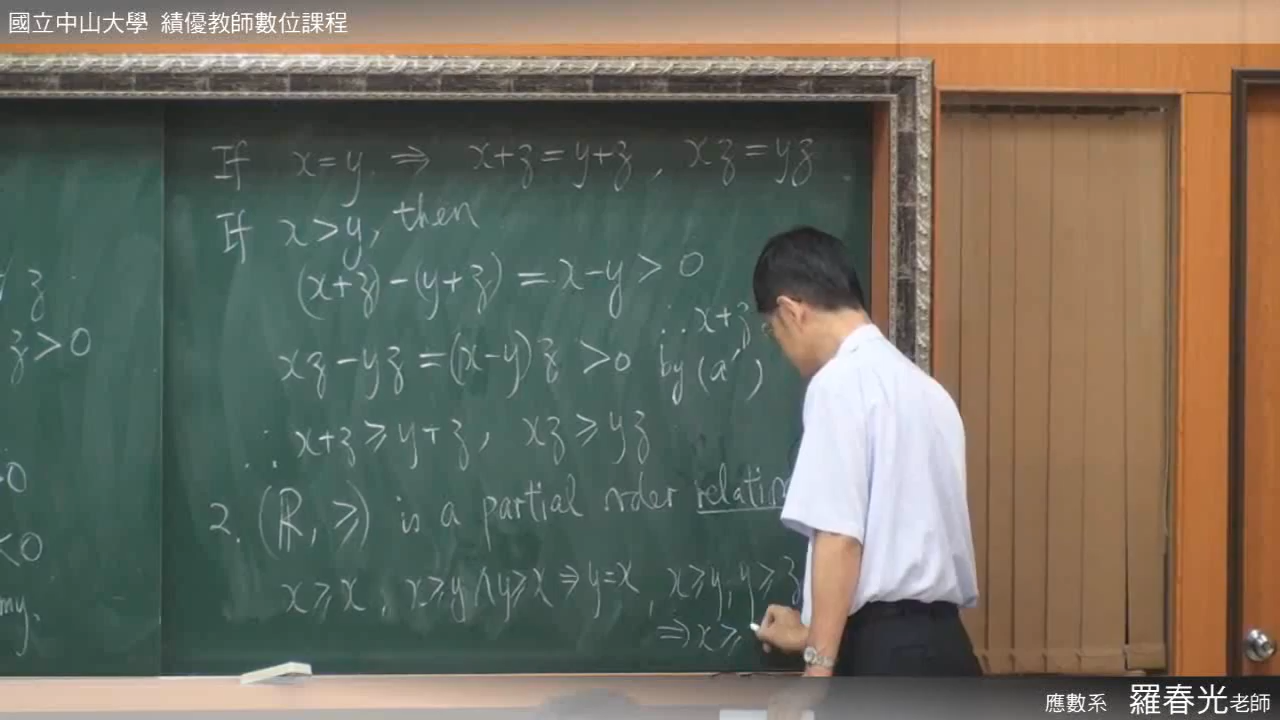 國立中山大學 績優教師數位課程
If x=y ⇒ x+z=y+z, xz=yz
If x>y, then
(x+z)-(y+z)=x-y>0
∴x+z
xz-yz=(x-y)z>0 by (a')
∴x+z≥y+z, xz≥yz
2. (ℝ,≥) is a partial order
x≥x, x≥y∧y≥x⇒y=x, x≥y, y≥z
⇒x≥
z
z>0
0
<0
my.
應數系 羅春光老師